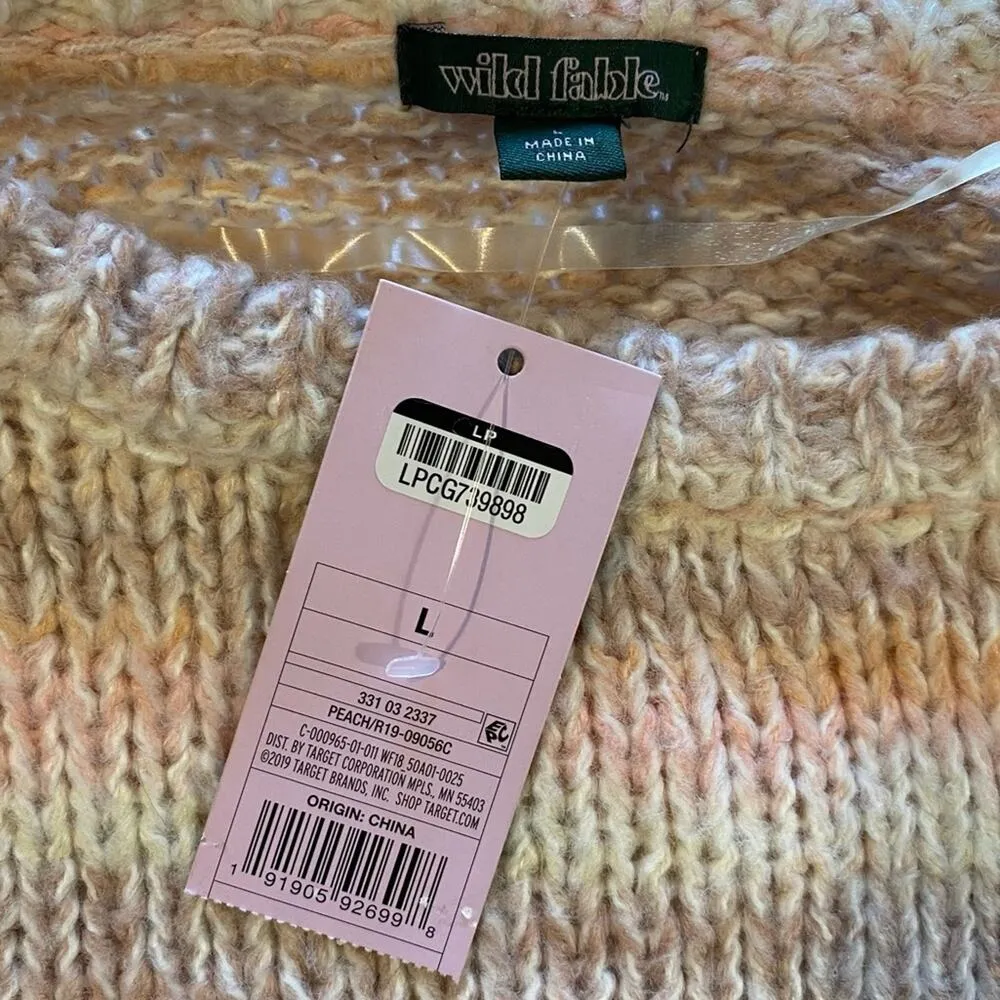 wild fable™
L
MADE IN
CHINA
LP
LPCG739898
L
331 03 2337
PEACH/R19-09056C
C-000965-01-011 WF18 50A01-0025
DIST. BY TARGET CORPORATION MPLS., MN 55403
©2019 TARGET BRANDS, INC. SHOP TARGET.COM
ORIGIN: CHINA
1 91905 92699 8